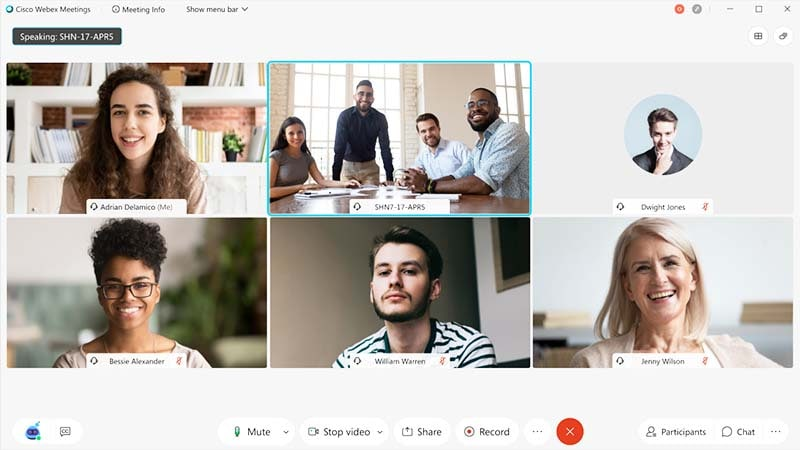 Cisco Webex Meetings
Meeting Info
Show menu bar
Speaking: SHN-17-APR5
Adrian Delamico (Me)
SHN7-17-APR5
Dwight Jones
Bessie Alexander
William Warren
Jenny Wilson
CC
Mute
Stop video
Share
Record
Participants
Chat